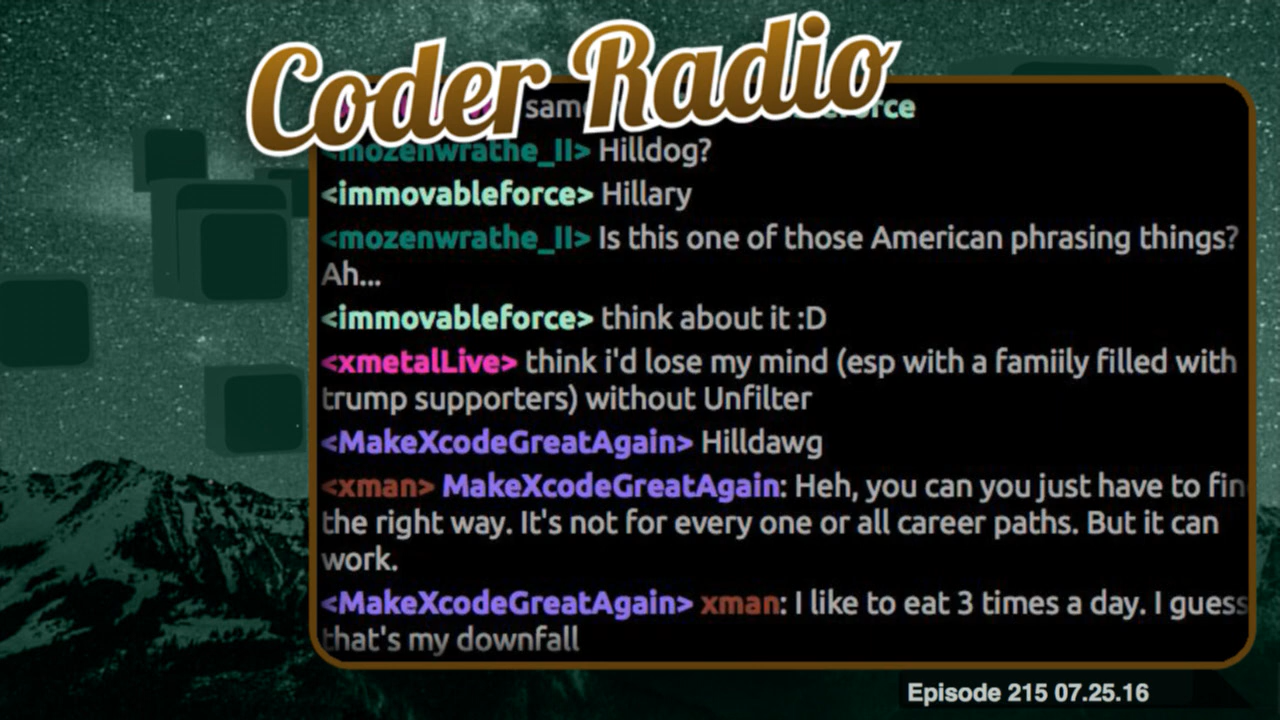 Coder Radio
same
<mozenwrathe_II> Hilldog?
<immovableforce> Hillary
<mozenwrathe_II> Is this one of those American phrasing things?
Ah...
<immovableforce> think about it :D
<xmetalLive> think i'd lose my mind (esp with a famiily filled with
trump supporters) without Unfilter
<MakeXcodeGreatAgain> Hilldawg
<xman> MakeXcodeGreatAgain: Heh, you can you just have to fin
the right way. It's not for every one or all career paths. But it can
work.
<MakeXcodeGreatAgain> xman: I like to eat 3 times a day. I guess
that's my downfall
Episode 215 07.25.16